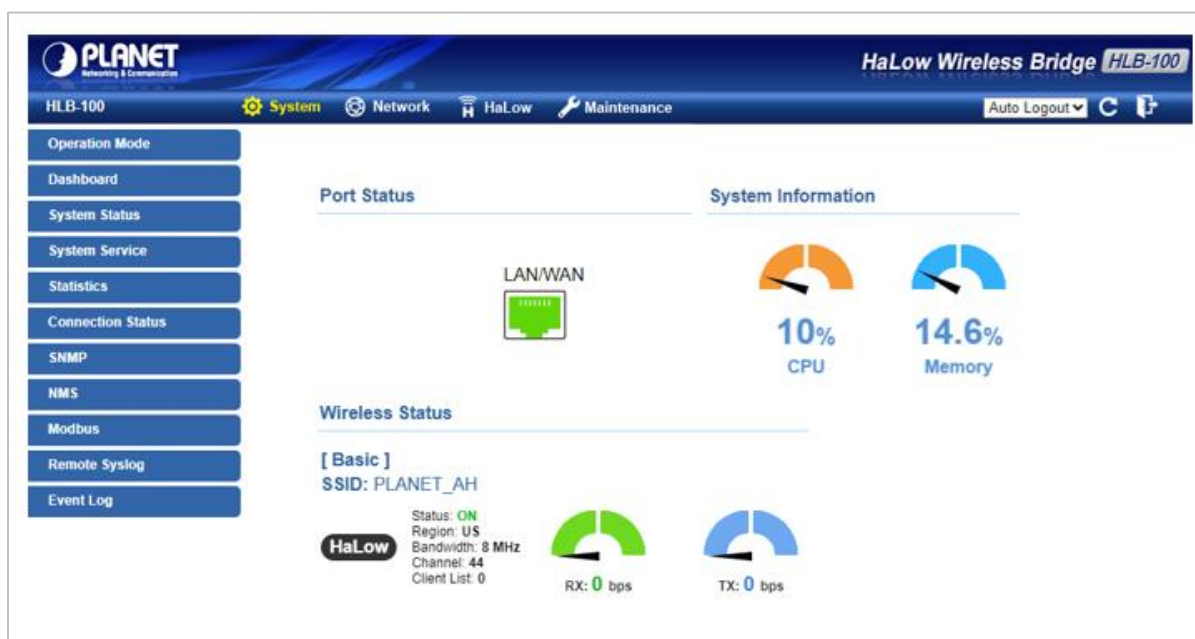 PLANET
Networking & Communication
HaLow Wireless Bridge HLB-100
HLB-100
System
Network
HaLow
Maintenance
Auto Logout
Operation Mode
Dashboard
System Status
System Service
Statistics
Connection Status
SNMP
NMS
Modbus
Remote Syslog
Event Log
Port Status
LAN/WAN
System Information
10%
CPU
14.6%
Memory
Wireless Status
[ Basic ]
SSID: PLANET_AH
HaLow
Status: ON
Region: US
Bandwidth: 8 MHz
Channel: 44
Client List: 0
RX: 0 bps
TX: 0 bps